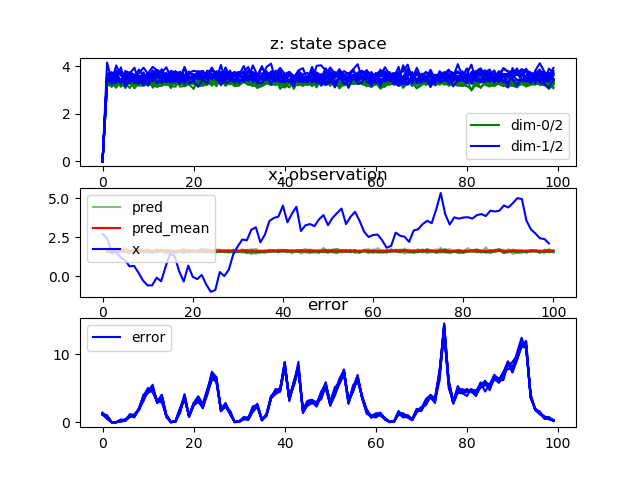 z: state space
4
2
0
dim-0/2
dim-1/2
0 20 40 60 80 100
x: observation
5.0
2.5
0.0
pred
pred_mean
x
0 20 40 60 80 100
error
10
0
error
0 20 40 60 80 100